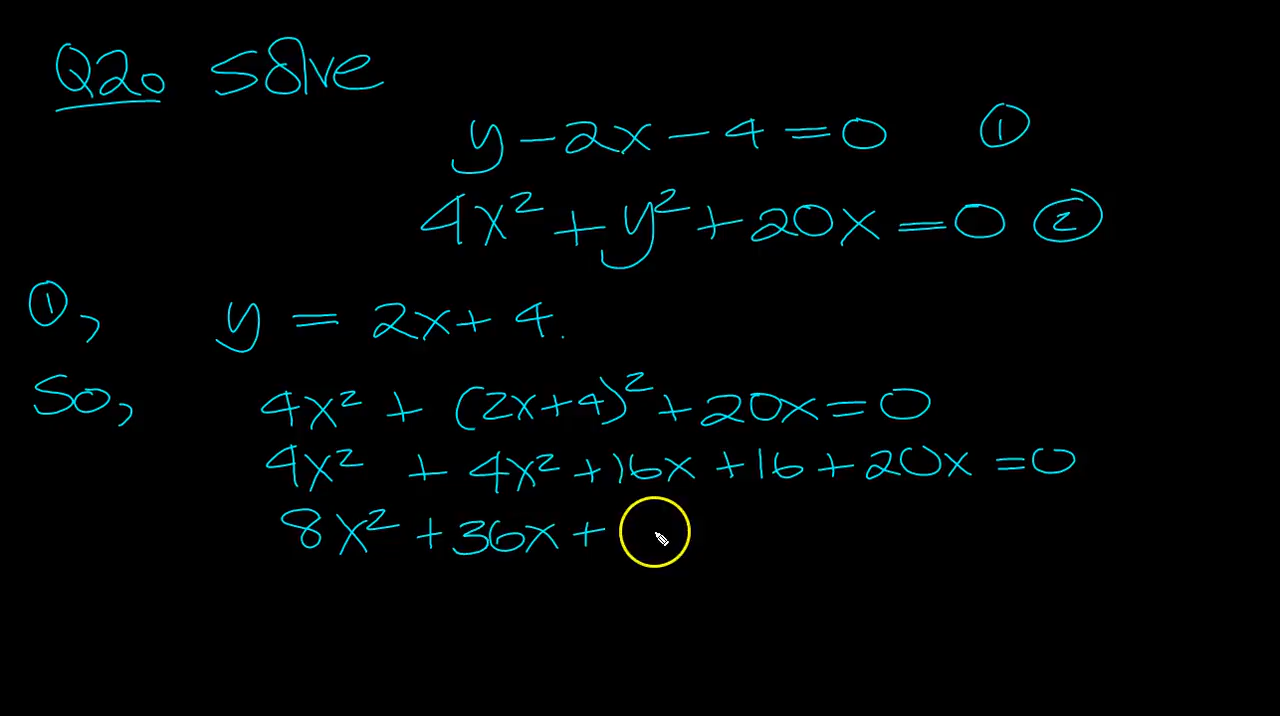 Q20 Solve
y - 2x - 4 = 0 ①
4x² + y² + 20x = 0 ②
①, y = 2x + 4.
So, 4x² + (2x+4)² + 20x = 0
4x² + 4x² + 16x + 16 + 20x = 0
8x² + 36x +